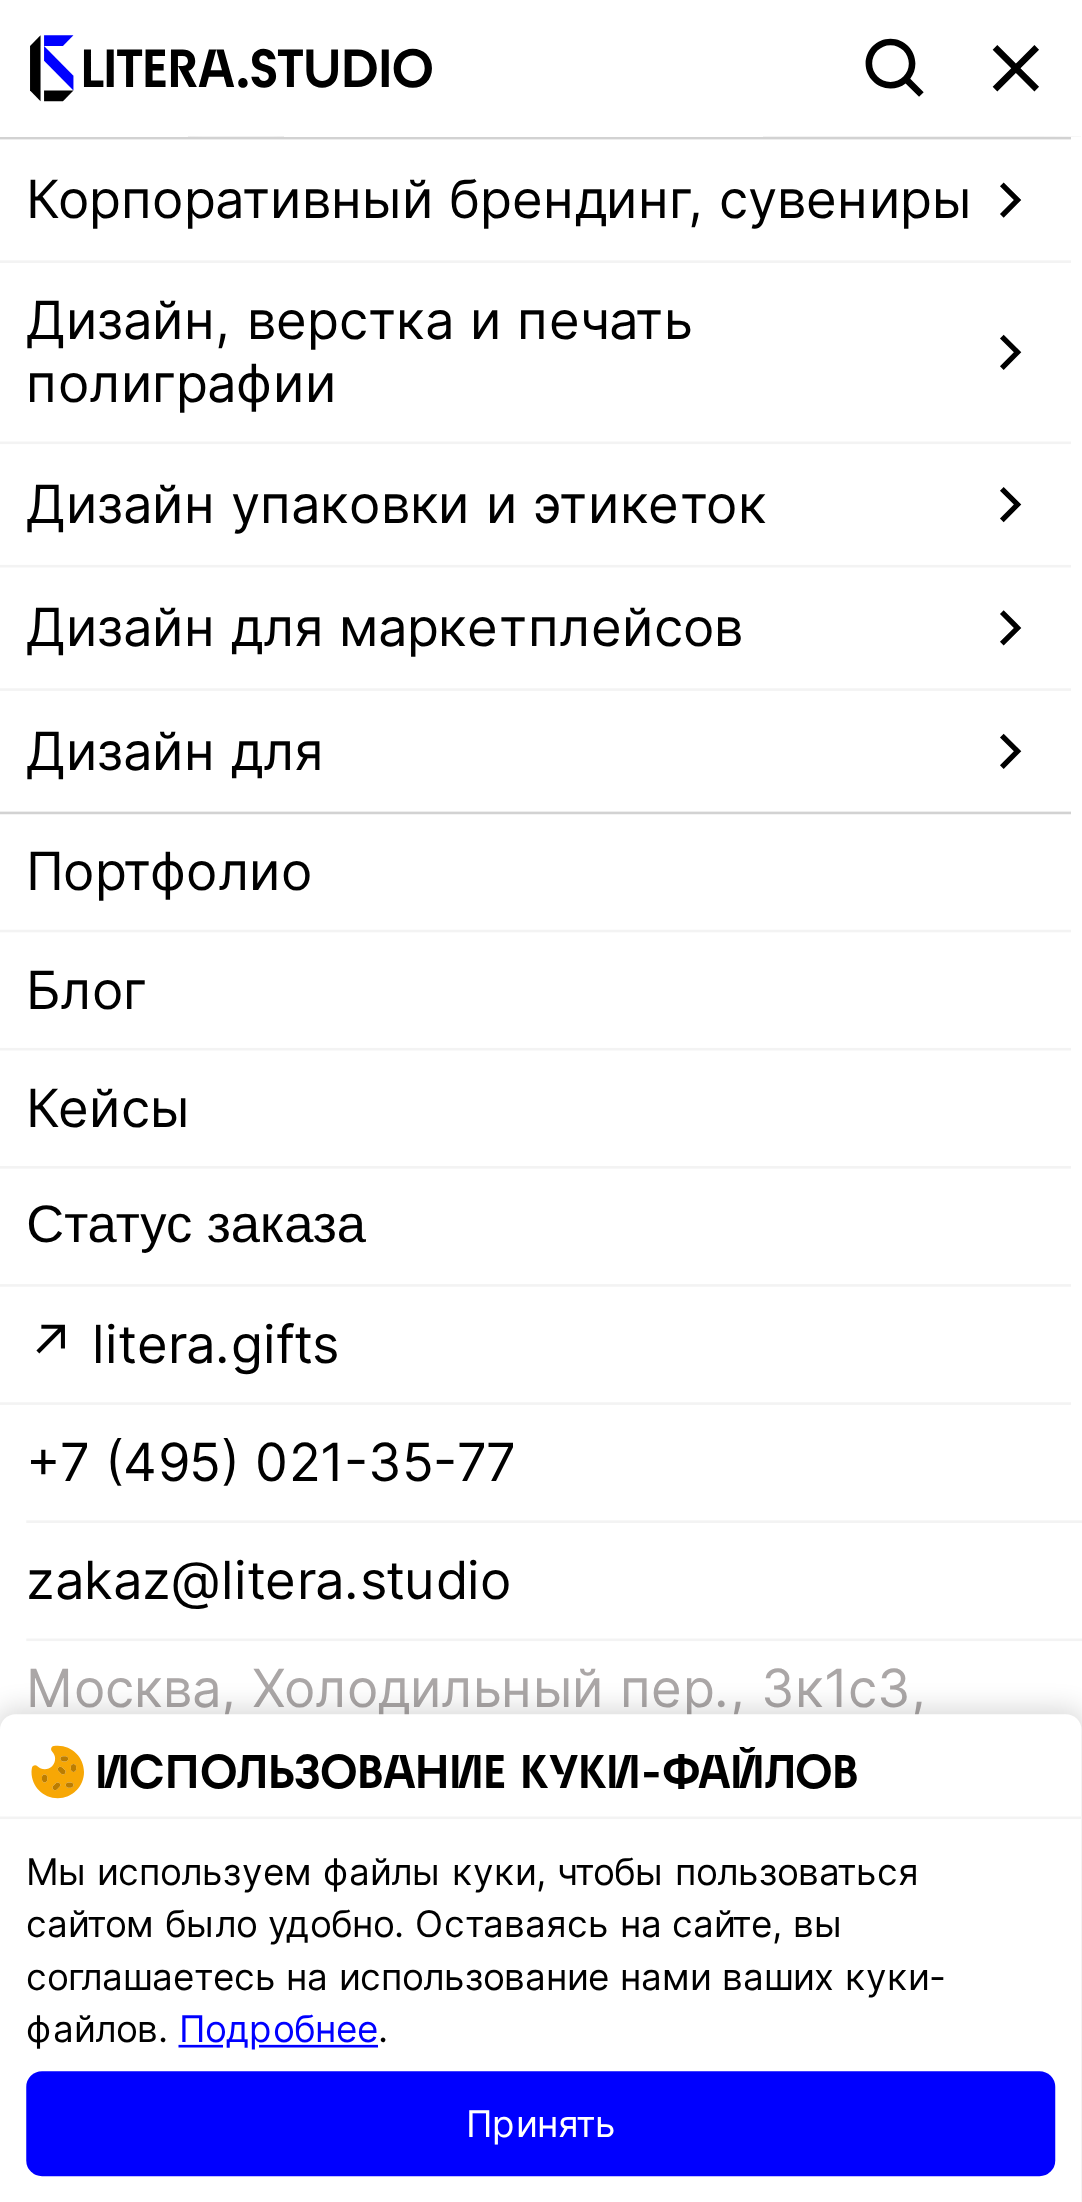 LITERA.STUDIO
Корпоративный брендинг, сувениры
Дизайн, верстка и печать
полиграфии
Дизайн упаковки и этикеток
Дизайн для маркетплейсов
Дизайн для
Портфолио
Блог
Кейсы
Статус заказа
↗ litera.gifts
+7 (495) 021-35-77
zakaz@litera.studio
Москва, Холодильный пер., 3к1с3,
ИСПОЛЬЗОВАНИЕ КУКИ-ФАЙЛОВ
Мы используем файлы куки, чтобы пользоваться
сайтом было удобно. Оставаясь на сайте, вы
соглашаетесь на использование нами ваших куки-
файлов. Подробнее.
Принять